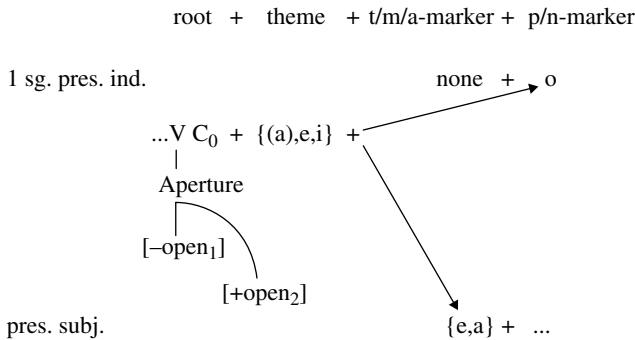 root + theme + t/m/a-marker + p/n-marker
1 sg. pres. ind. none + o
...V C₀ + {(a),e,i} +
Aperture
[–open₁]
[+open₂]
pres. subj. {e,a} + ...